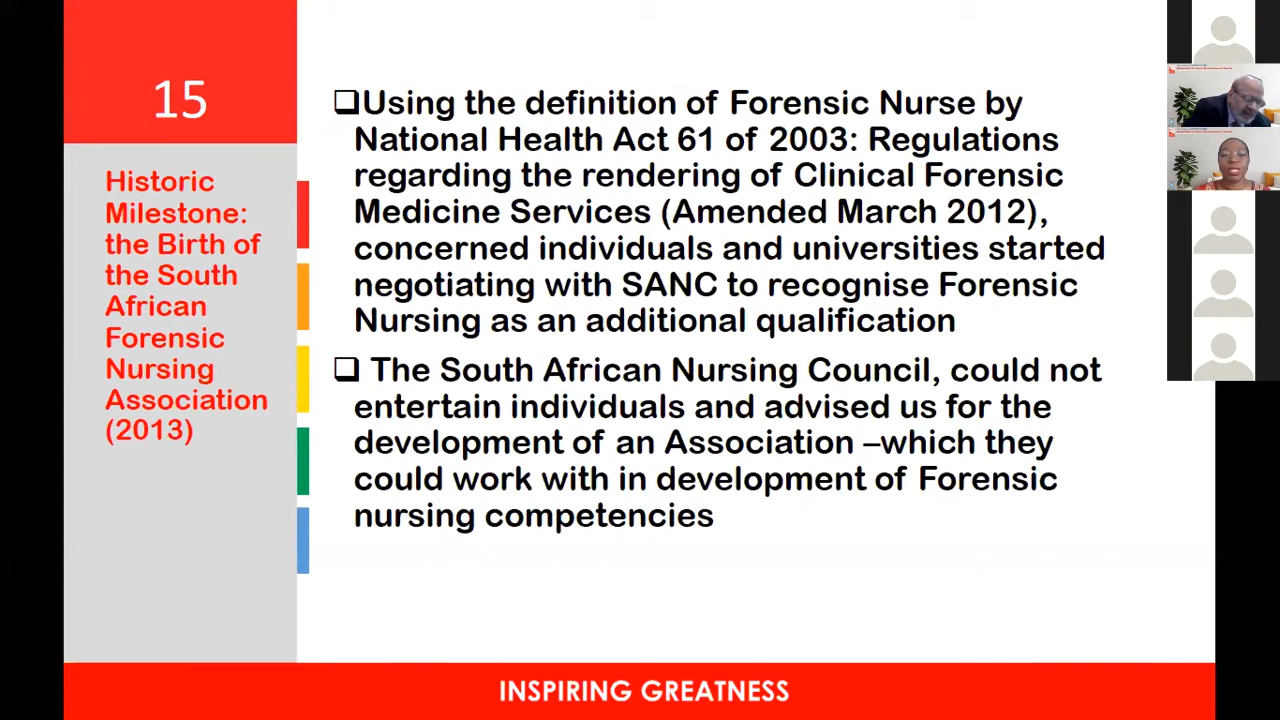 15
Historic
Milestone:
the Birth of
the South
African
Forensic
Nursing
Association
(2013)
❑Using the definition of Forensic Nurse by
National Health Act 61 of 2003: Regulations
regarding the rendering of Clinical Forensic
Medicine Services (Amended March 2012),
concerned individuals and universities started
negotiating with SANC to recognise Forensic
Nursing as an additional qualification
❑ The South African Nursing Council, could not
entertain individuals and advised us for the
development of an Association –which they
could work with in development of Forensic
nursing competencies
INSPIRING GREATNESS